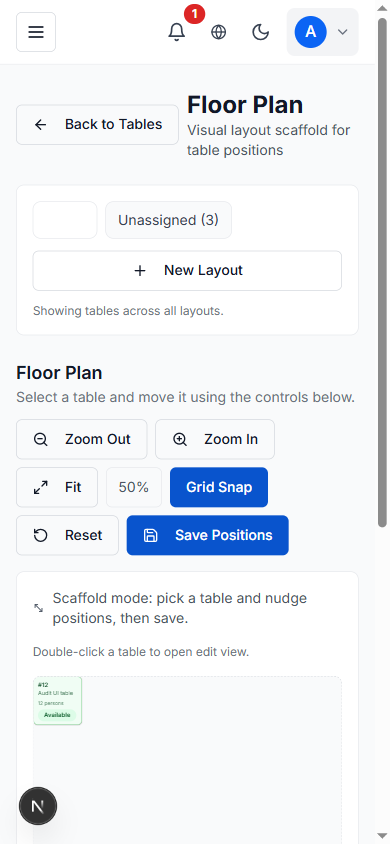 1
A
Back to Tables
Floor Plan
Visual layout scaffold for
table positions
Unassigned (3)
New Layout
Showing tables across all layouts.
Floor Plan
Select a table and move it using the controls below.
Zoom Out
Zoom In
Fit
50%
Grid Snap
Reset
Save Positions
Scaffold mode: pick a table and nudge
positions, then save.
Double-click a table to open edit view.
#12
Audit UI table
12 persons
Available
N